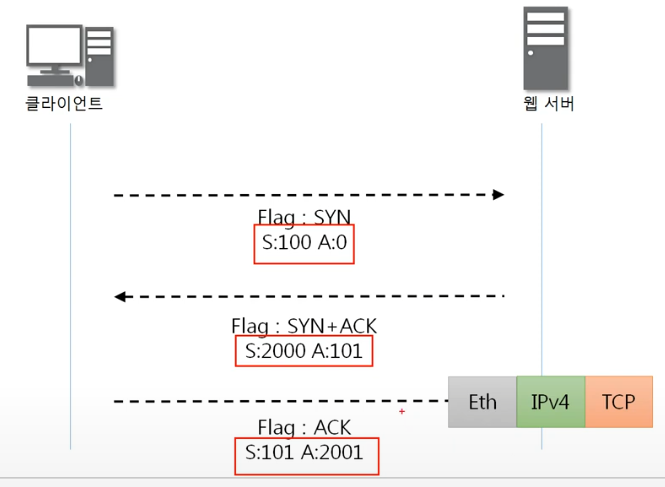 클라이언트
웹 서버
Flag : SYN
S:100 A:0
Flag : SYN+ACK
S:2000 A:101
Eth IPv4 TCP
Flag : ACK
S:101 A:2001